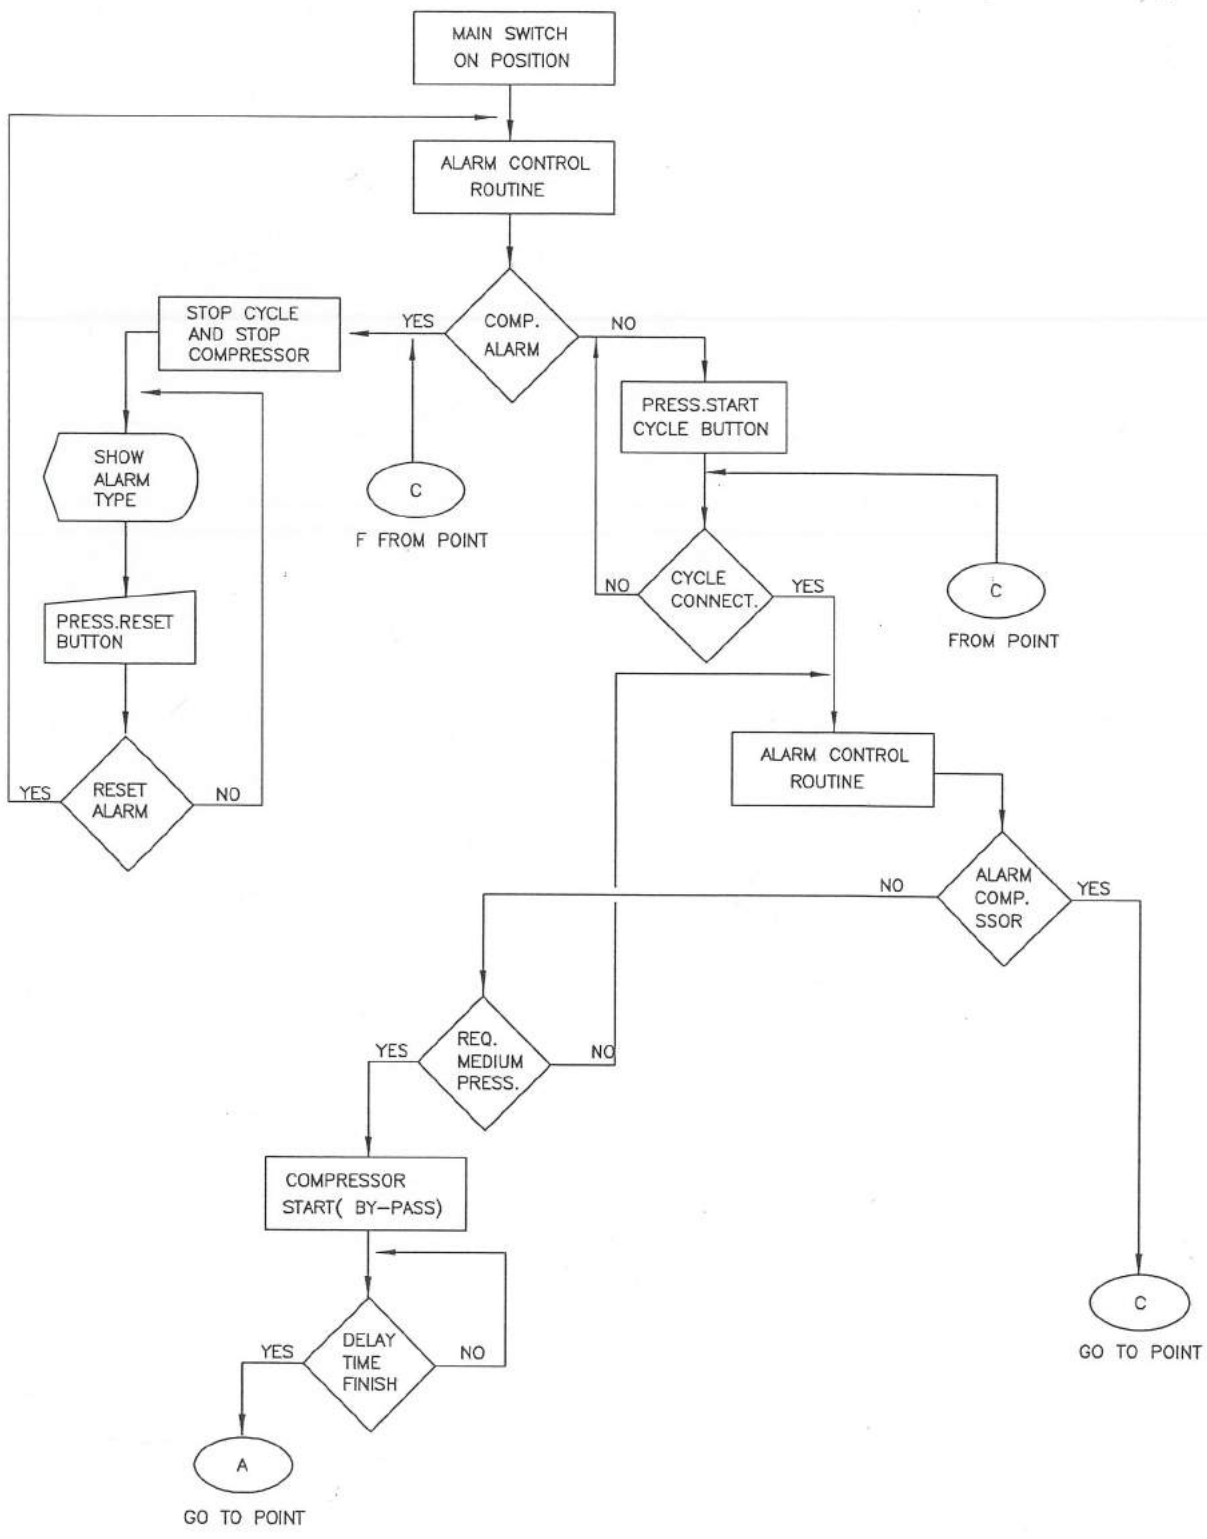 MAIN SWITCH
ON POSITION
ALARM CONTROL
ROUTINE
STOP CYCLE
AND STOP
COMPRESSOR
YES
COMP.
ALARM
NO
PRESS.START
CYCLE BUTTON
SHOW
ALARM
TYPE
C
F FROM POINT
NO
CYCLE
CONNECT.
YES
C
FROM POINT
PRESS.RESET
BUTTON
YES
RESET
ALARM
NO
ALARM CONTROL
ROUTINE
NO
ALARM
COMP.
SSOR
YES
YES
REQ.
MEDIUM
PRESS.
NO
COMPRESSOR
START( BY-PASS)
YES
DELAY
TIME
FINISH
NO
C
GO TO POINT
A
GO TO POINT